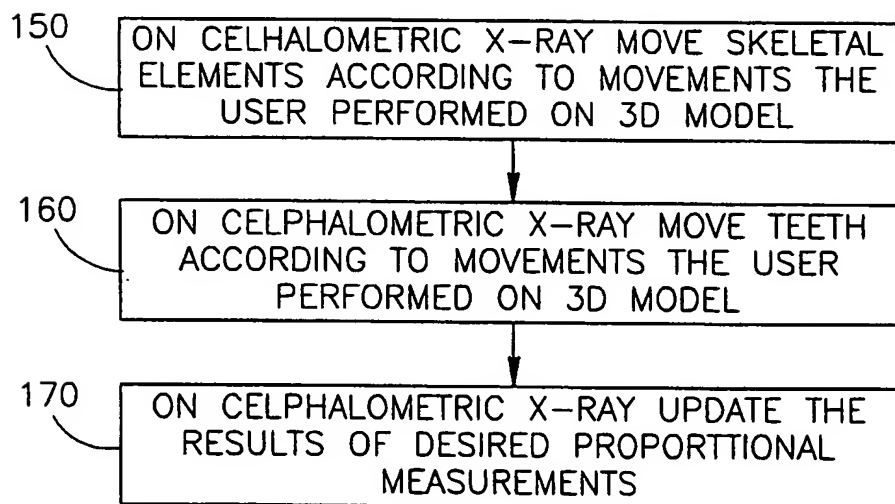 150
ON CELHALOMETRIC X-RAY MOVE SKELETAL
ELEMENTS ACCORDING TO MOVEMENTS THE
USER PERFORMED ON 3D MODEL
160
ON CELPHALOMETRIC X-RAY MOVE TEETH
ACCORDING TO MOVEMENTS THE USER
PERFORMED ON 3D MODEL
170
ON CELPHALOMETRIC X-RAY UPDATE THE
RESULTS OF DESIRED PROPORTTIONAL
MEASUREMENTS